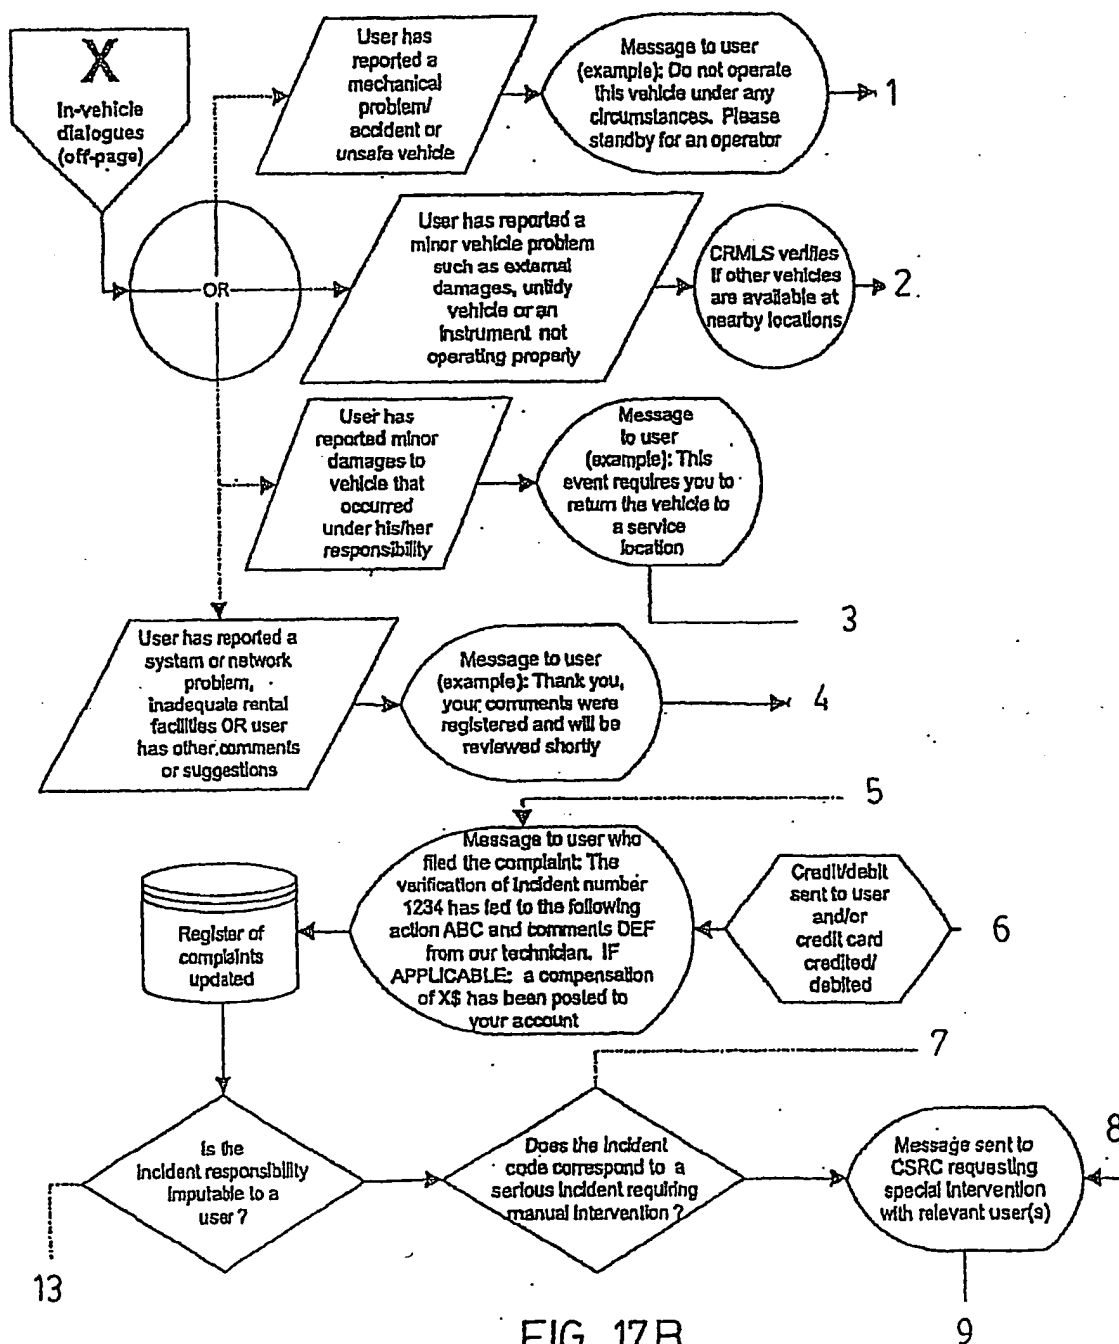 X
In-vehicle
dialogues
(off-page)
User has
reported a
mechanical
problem/
accident or
unsafe vehicle
Message to user
(example): Do not operate
this vehicle under any
circumstances. Please
standby for an operator
1
OR
User has reported a
minor vehicle problem
such as external
damages, untidy
vehicle or an
instrument not
operating properly
CRMLS verifies
if other vehicles
are available at
nearby locations
2
User has
reported minor
damages to
vehicle that
occurred
under his/her
responsibility
Message
to user
(example): This
event requires you to
return the vehicle to
a service
location
3
User has reported a
system or network
problem,
inadequate rental
facilities OR user
has other comments
or suggestions
Message to user
(example): Thank you,
your comments were
registered and will be
reviewed shortly
4
5
Register of
complaints
updated
Message to user who
filed the complaint: The
verification of Incident number
1234 has led to the following
action ABC and comments DEF
from our technician. IF
APPLICABLE: a compensation
of X$ has been posted to
your account
Credit/debit
sent to user
and/or
credit card
credited/
debited
6
7
Is the
incident responsibility
imputable to a
user ?
Does the incident
code correspond to a
serious incident requiring
manual intervention ?
Message sent to
CSRC requesting
special intervention
with relevant user(s)
8
13
9
FIG. 17B